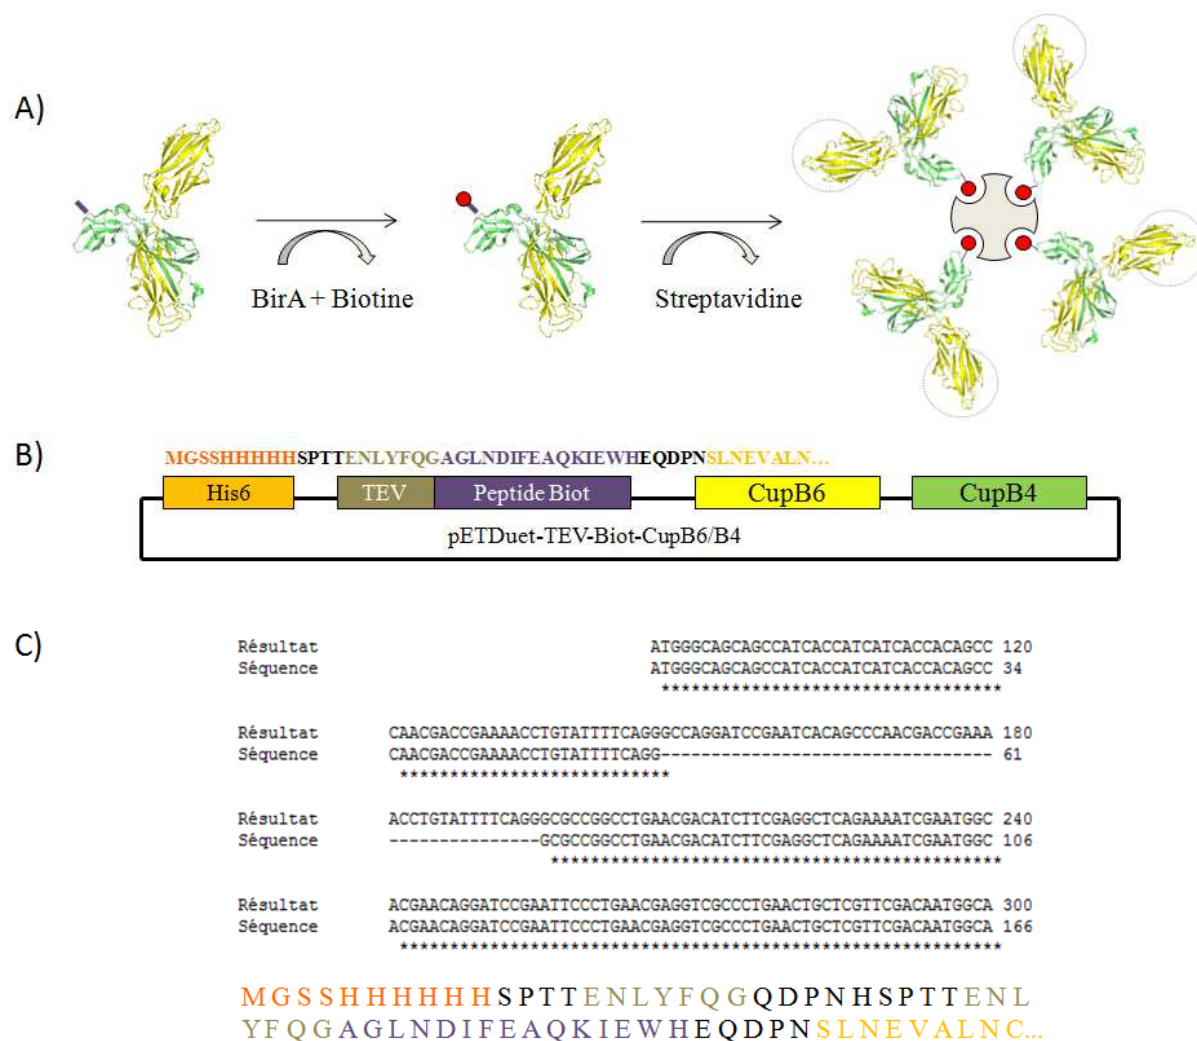 A)
BirA + Biotine
Streptavidine
B)
MGSSHHHHHHSPTTENLYFQGAGLNDIFEAQKIEWHEQDPNSLNEVALN...
His6 TEV Peptide Biot CupB6 CupB4
pETDuet-TEV-Biot-CupB6/B4
C)
Résultat ATGGGCAGCAGCCATCACCATCATCACCACAGCC 120
Séquence ATGGGCAGCAGCCATCACCATCATCACCACAGCC 34
**********************************
CAACGACCGAAAACCTGTATTTTCAGGGCCAGGATCCGAATCACAGCCCAACGACCGAAA 180
Résultat
Séquence CAACGACCGAAAACCTGTATTTTCAGG--------------------------------- 61
***************************
Résultat ACCTGTATTTTCAGGGCGCCGGCCTGAACGACATCTTCGAGGCTCAGAAAATCGAATGGC 240
Séquence ---------------GCGCCGGCCTGAACGACATCTTCGAGGCTCAGAAAATCGAATGGC 106
*********************************************
Résultat ACGAACAGGATCCGAATTCCCTGAACGAGGTCGCCCTGAACTGCTCGTTCGACAATGGCA 300
Séquence ACGAACAGGATCCGAATTCCCTGAACGAGGTCGCCCTGAACTGCTCGTTCGACAATGGCA 166
************************************************************
M G S S H H H H H H S P T T E N L Y F Q G Q D P N H S P T T E N L
Y F Q G A G L N D I F E A Q K I E W H E Q D P N S L N E V A L N C...